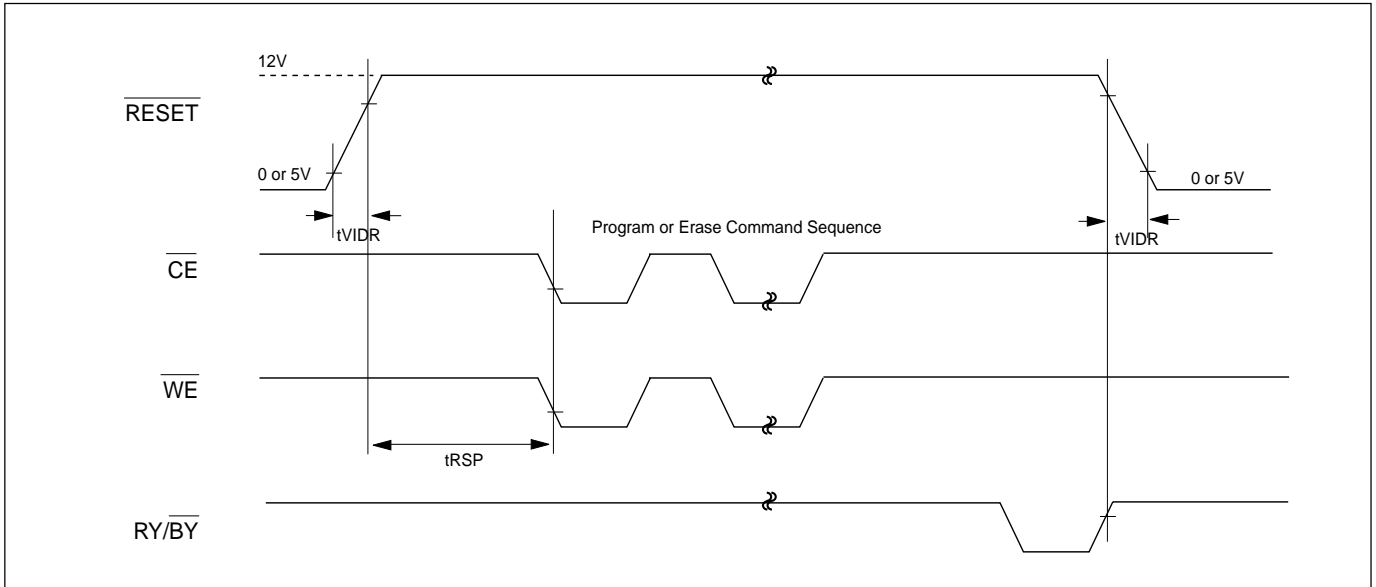 12V
RESET
0 or 5V
0 or 5V
tVIDR
Program or Erase Command Sequence
tVIDR
CE
WE
tRSP
RY/BY